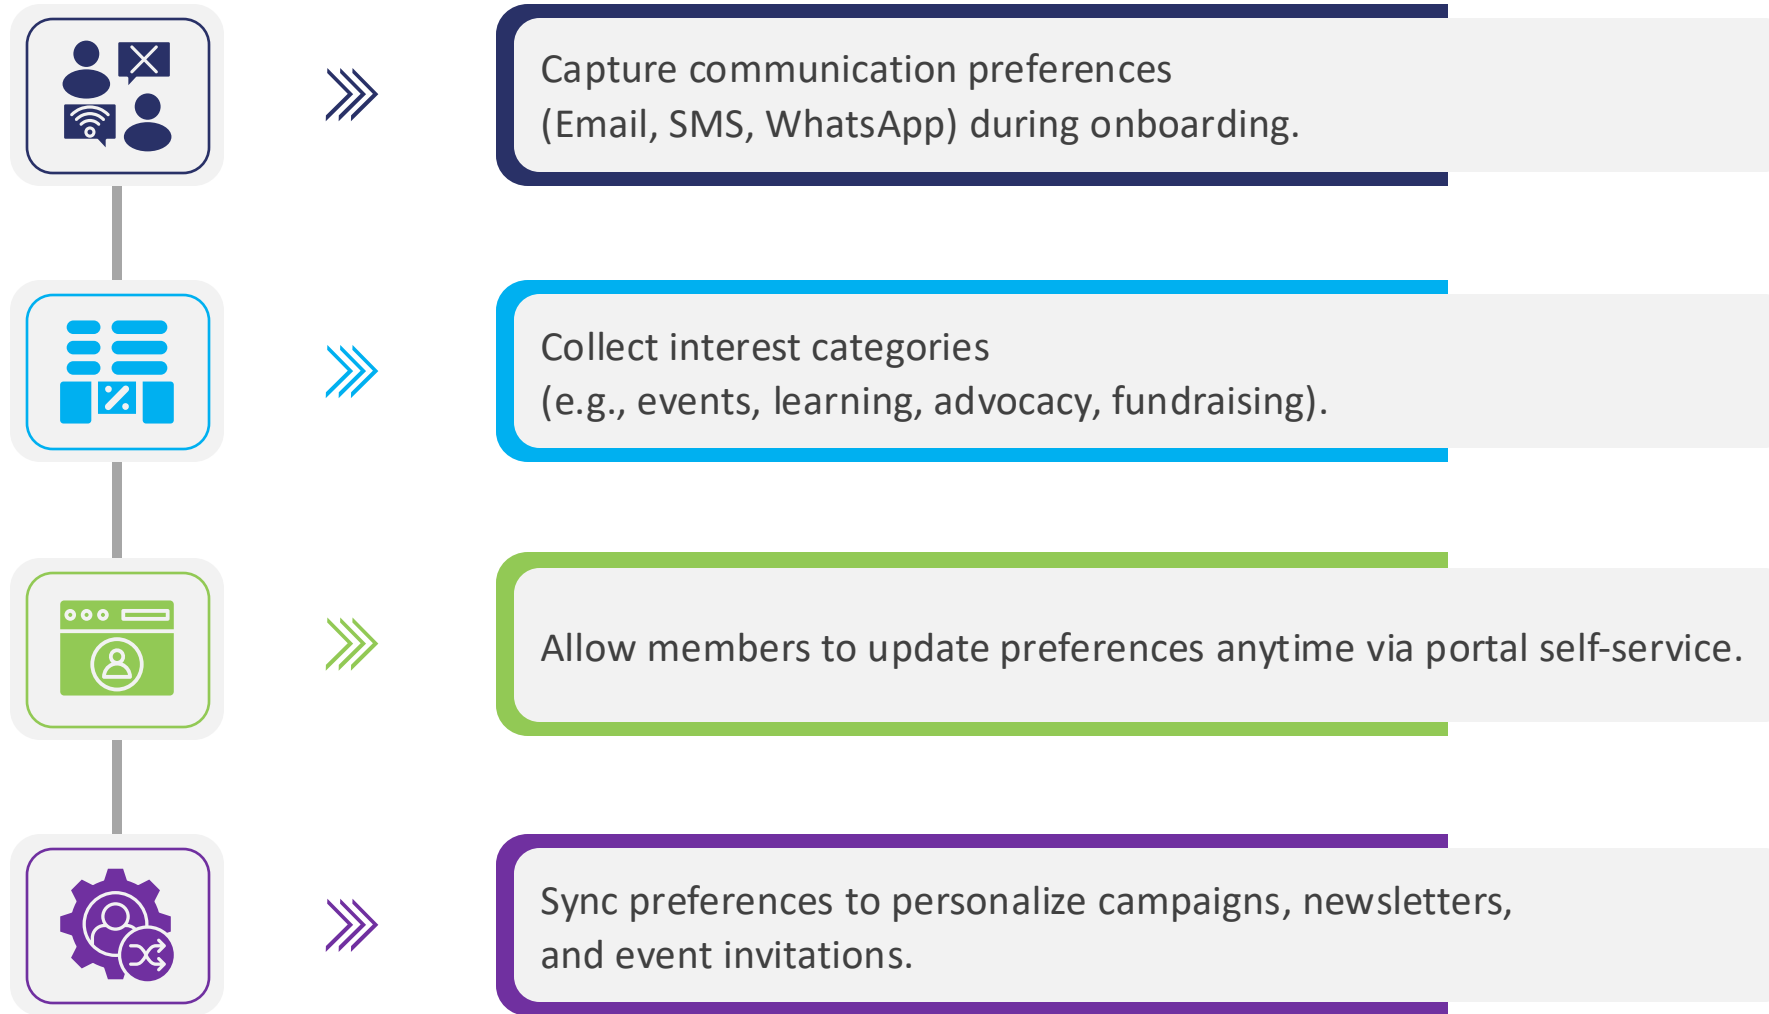 Capture communication preferences
(Email, SMS, WhatsApp) during onboarding.
Collect interest categories
(e.g., events, learning, advocacy, fundraising).
Allow members to update preferences anytime via portal self-service.
Sync preferences to personalize campaigns, newsletters,
and event invitations.